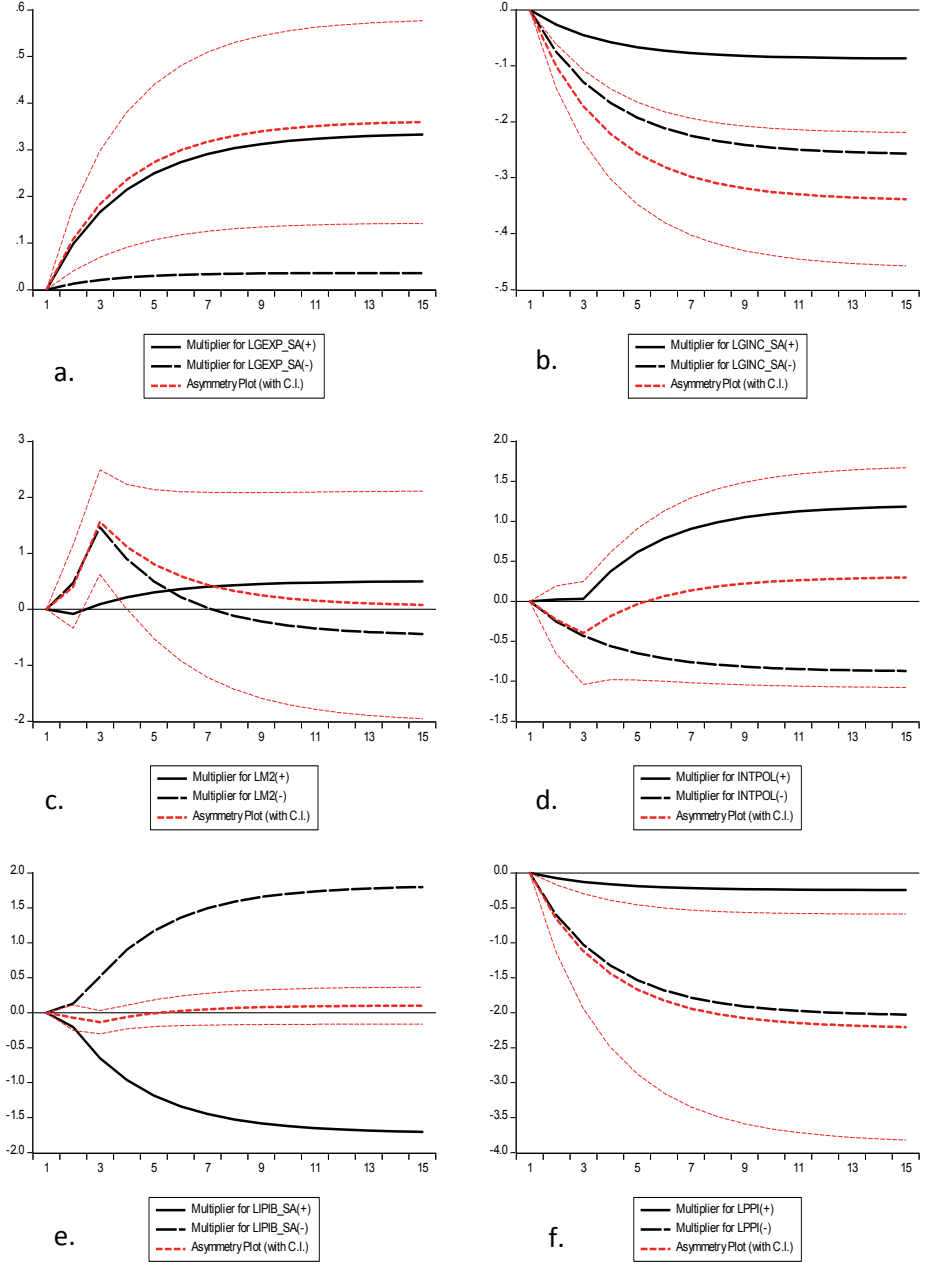 .6
.5
.4
.3
.2
.1
.0
1 3 5 7 9 11 13 15
Multiplier for LGEXP_SA(+)
Multiplier for LGEXP_SA(-)
Asymmetry Plot (with C.I.)
a.
.0
-.1
-.2
-.3
-.4
-.5
1 3 5 7 9 11 13 15
Multiplier for LGINC_SA(+)
Multiplier for LGINC_SA(-)
Asymmetry Plot (with C.I.)
b.
3
2
1
0
-1
-2
1 3 5 7 9 11 13 15
Multiplier for LM2(+)
Multiplier for LM2(-)
Asymmetry Plot (with C.I.)
c.
2.0
1.5
1.0
0.5
0.0
-0.5
-1.0
-1.5
1 3 5 7 9 11 13 15
Multiplier for INTPOL(+)
Multiplier for INTPOL(-)
Asymmetry Plot (with C.I.)
d.
2.0
1.5
1.0
0.5
0.0
-0.5
-1.0
-1.5
-2.0
1 3 5 7 9 11 13 15
Multiplier for LIPIB_SA(+)
Multiplier for LIPIB_SA(-)
Asymmetry Plot (with C.I.)
e.
0.0
-0.5
-1.0
-1.5
-2.0
-2.5
-3.0
-3.5
-4.0
1 3 5 7 9 11 13 15
Multiplier for LPPI(+)
Multiplier for LPPI(-)
Asymmetry Plot (with C.I.)
f.